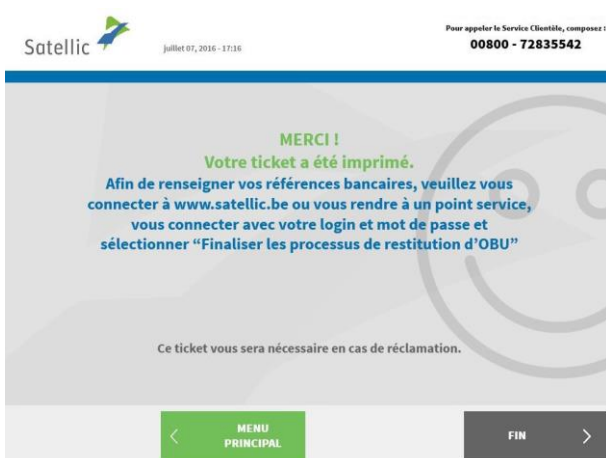 Satellic
juillet 07, 2016 - 17:16
Pour appeler le Service Clientèle, composez :
00800 - 72835542
MERCI !
Votre ticket a été imprimé.
Afin de renseigner vos références bancaires, veuillez vous
connecter à www.satellic.be ou vous rendre à un point service,
vous connecter avec votre login et mot de passe et
sélectionner “Finaliser les processus de restitution d’OBU”
Ce ticket vous sera nécessaire en cas de réclamation.
MENU
PRINCIPAL
FIN